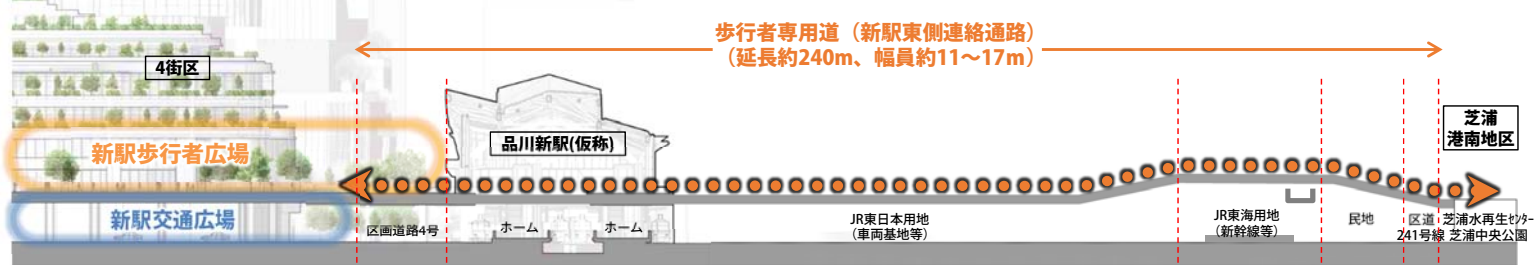 歩行者専用道（新駅東側連絡通路）
（延長約240m、幅員約11～17m）
4街区
品川新駅(仮称)
芝浦
港南地区
新駅歩行者広場
新駅交通広場
区画道路4号
ホーム
ホーム
JR東日本用地
（車両基地等）
JR東海用地
（新幹線等）
民地
区道
241号線
芝浦水再生センター
芝浦中央公園